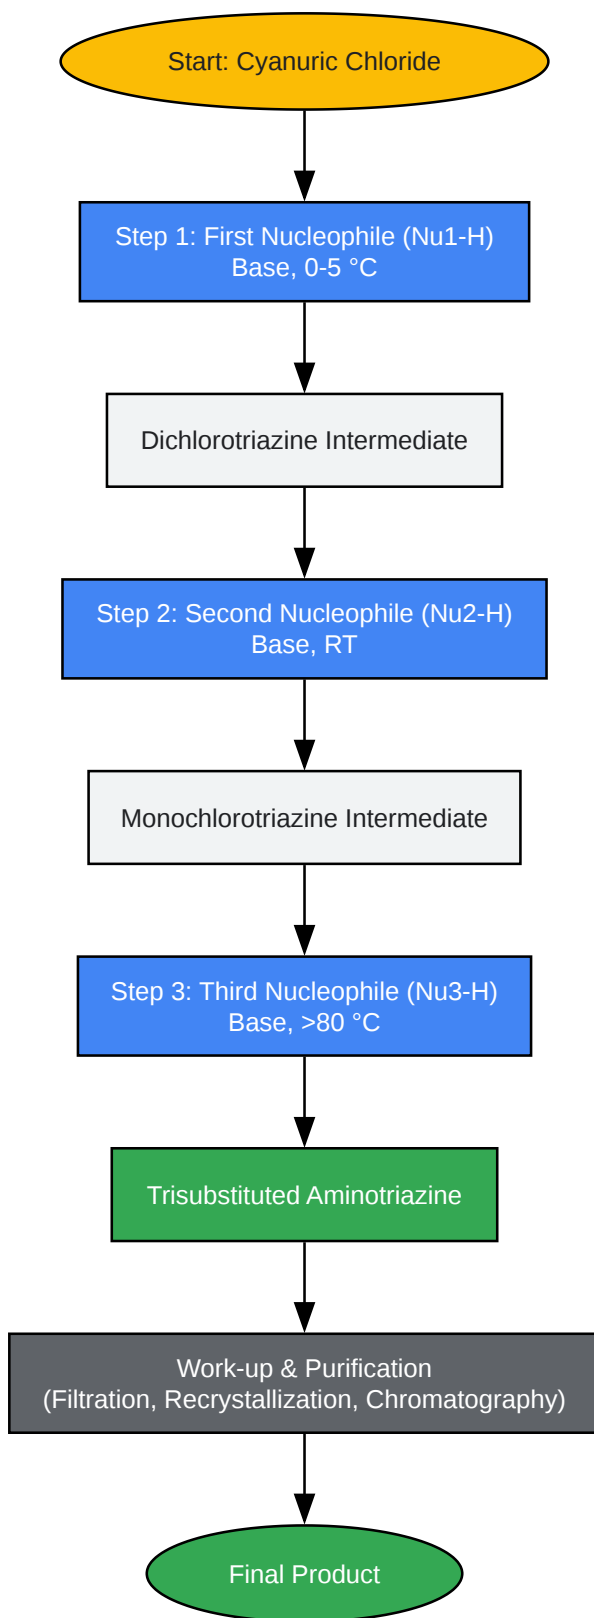 Start: Cyanuric Chloride
Step 1: First Nucleophile (Nu1-H)
Base, 0-5 °C
Dichlorotriazine Intermediate
Step 2: Second Nucleophile (Nu2-H)
Base, RT
Monochlorotriazine Intermediate
Step 3: Third Nucleophile (Nu3-H)
Base, >80 °C
Trisubstituted Aminotriazine
Work-up & Purification
(Filtration, Recrystallization, Chromatography)
Final Product